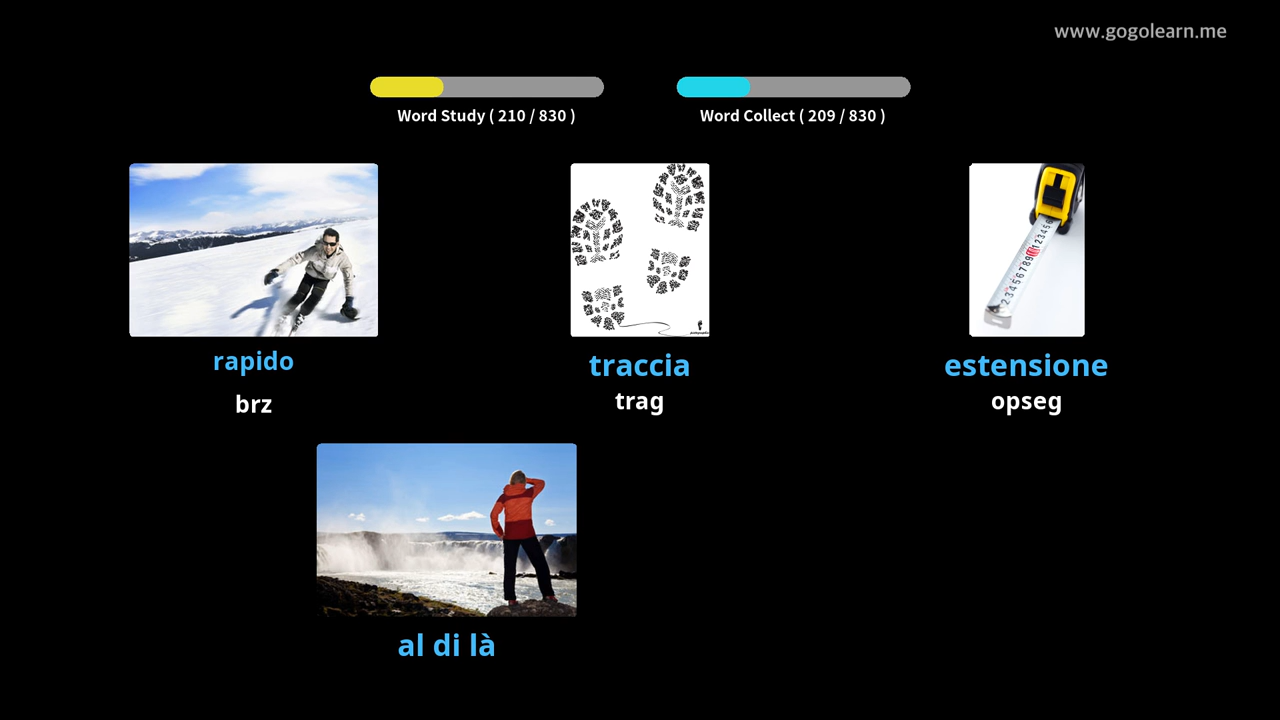 www.gogolearn.me
Word Study ( 210 / 830 )
Word Collect ( 209 / 830 )
rapido
brz
traccia
trag
estensione
opseg
al di là